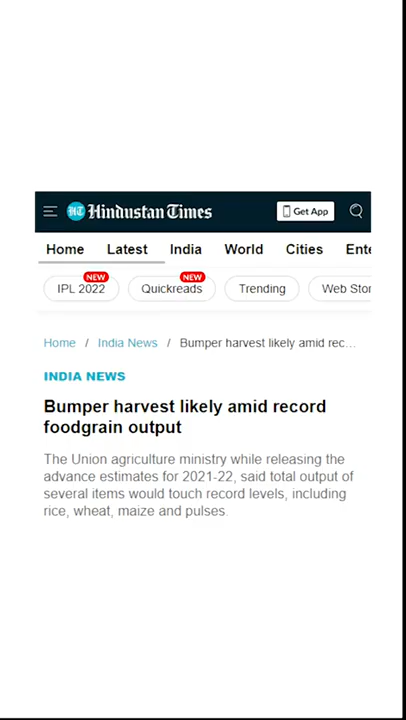 HT Hindustan Times Get App
Home Latest India World Cities Ente
NEW NEW
IPL 2022 Quickreads Trending Web Stor
Home / India News / Bumper harvest likely amid rec...
INDIA NEWS
Bumper harvest likely amid record
foodgrain output
The Union agriculture ministry while releasing the
advance estimates for 2021-22, said total output of
several items would touch record levels, including
rice, wheat, maize and pulses.